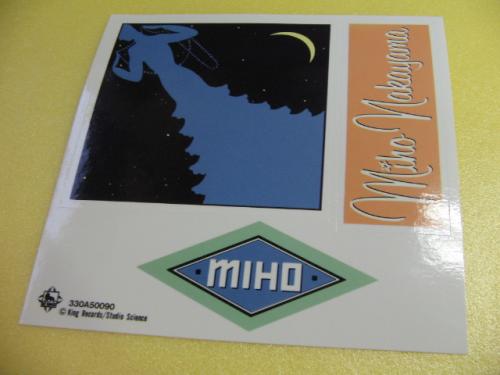 Miho Nakayama
MIHO
330A50090
© King Records/Studio Science